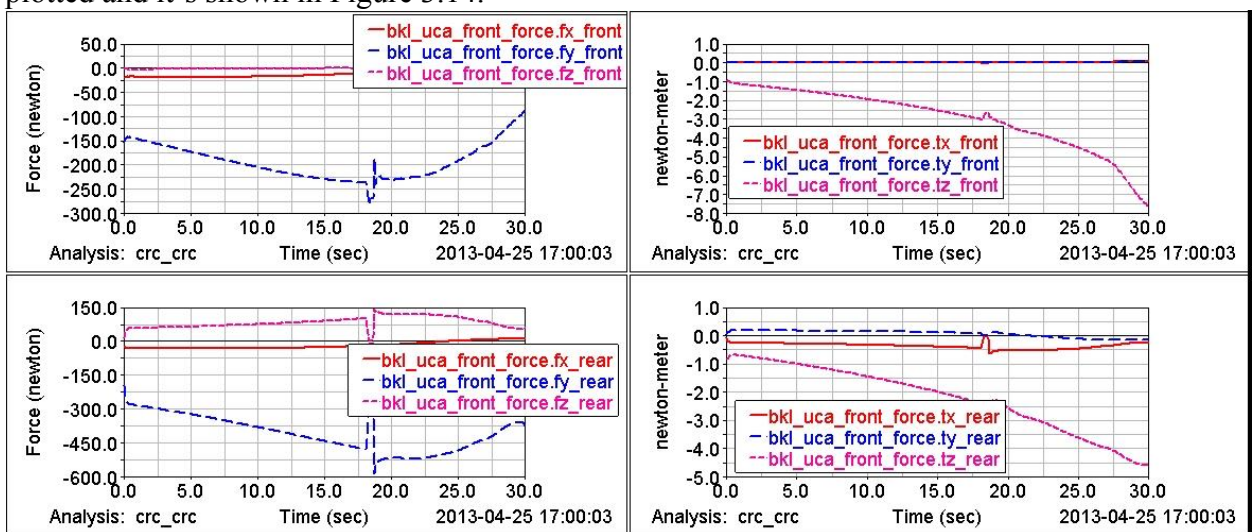 plotted and it's shown in Figure 3.14.
50.0
0.0
-50.0
-100.0
-150.0
-200.0
-250.0
-300.0
Force (newton)
bkl_uca_front_force.fx_front
bkl_uca_front_force.fy_front
bkl_uca_front_force.fz_front
0.0 5.0 10.0 15.0 20.0 25.0 30.0
Analysis: crc_crc Time (sec) 2013-04-25 17:00:03
1.0
0.0
-1.0
-2.0
-3.0
-4.0
-5.0
-6.0
-7.0
-8.0
newton-meter
bkl_uca_front_force.tx_front
bkl_uca_front_force.ty_front
bkl_uca_front_force.tz_front
0.0 5.0 10.0 15.0 20.0 25.0 30.0
Analysis: crc_crc Time (sec) 2013-04-25 17:00:03
150.0
0.0
-150.0
-300.0
-450.0
-600.0
Force (newton)
bkl_uca_front_force.fx_rear
bkl_uca_front_force.fy_rear
bkl_uca_front_force.fz_rear
0.0 5.0 10.0 15.0 20.0 25.0 30.0
Analysis: crc_crc Time (sec) 2013-04-25 17:00:03
1.0
0.0
-1.0
-2.0
-3.0
-4.0
-5.0
newton-meter
bkl_uca_front_force.tx_rear
bkl_uca_front_force.ty_rear
bkl_uca_front_force.tz_rear
0.0 5.0 10.0 15.0 20.0 25.0 30.0
Analysis: crc_crc Time (sec) 2013-04-25 17:00:03